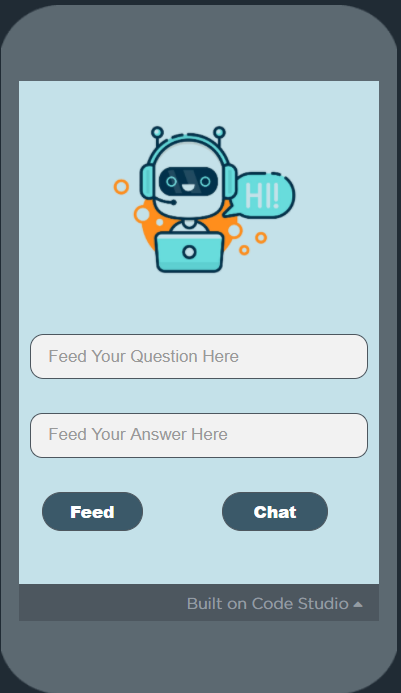 HI!
Feed Your Question Here
Feed Your Answer Here
Feed Chat
Built on Code Studio